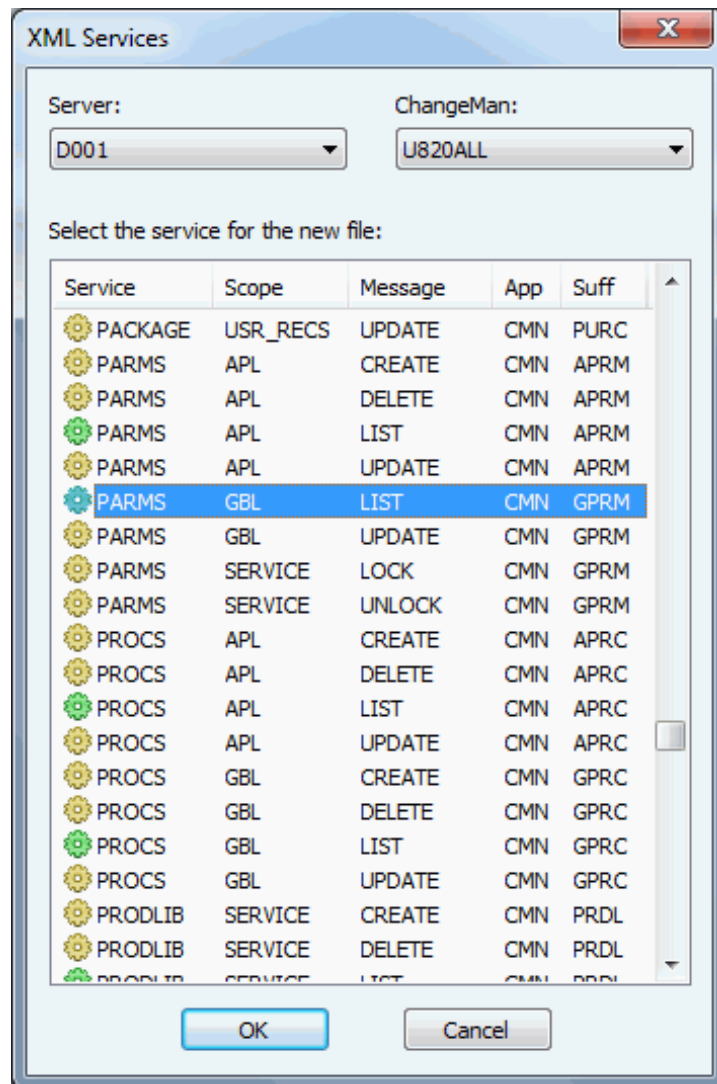 XML Services
Server: ChangeMan:
D001 U820ALL
Select the service for the new file:
Service Scope Message App Suff
PACKAGE USR_RECS UPDATE CMN PURC
PARMS APL CREATE CMN APRM
PARMS APL DELETE CMN APRM
PARMS APL LIST CMN APRM
PARMS APL UPDATE CMN APRM
PARMS GBL LIST CMN GPRM
PARMS GBL UPDATE CMN GPRM
PARMS SERVICE LOCK CMN GPRM
PARMS SERVICE UNLOCK CMN GPRM
PROCS APL CREATE CMN APRC
PROCS APL DELETE CMN APRC
PROCS APL LIST CMN APRC
PROCS APL UPDATE CMN APRC
PROCS GBL CREATE CMN GPRC
PROCS GBL DELETE CMN GPRC
PROCS GBL LIST CMN GPRC
PROCS GBL UPDATE CMN GPRC
PRODLIB SERVICE CREATE CMN PRDL
PRODLIB SERVICE DELETE CMN PRDL
PRODLIB SERVICE LIST CMN PRDL
OK Cancel